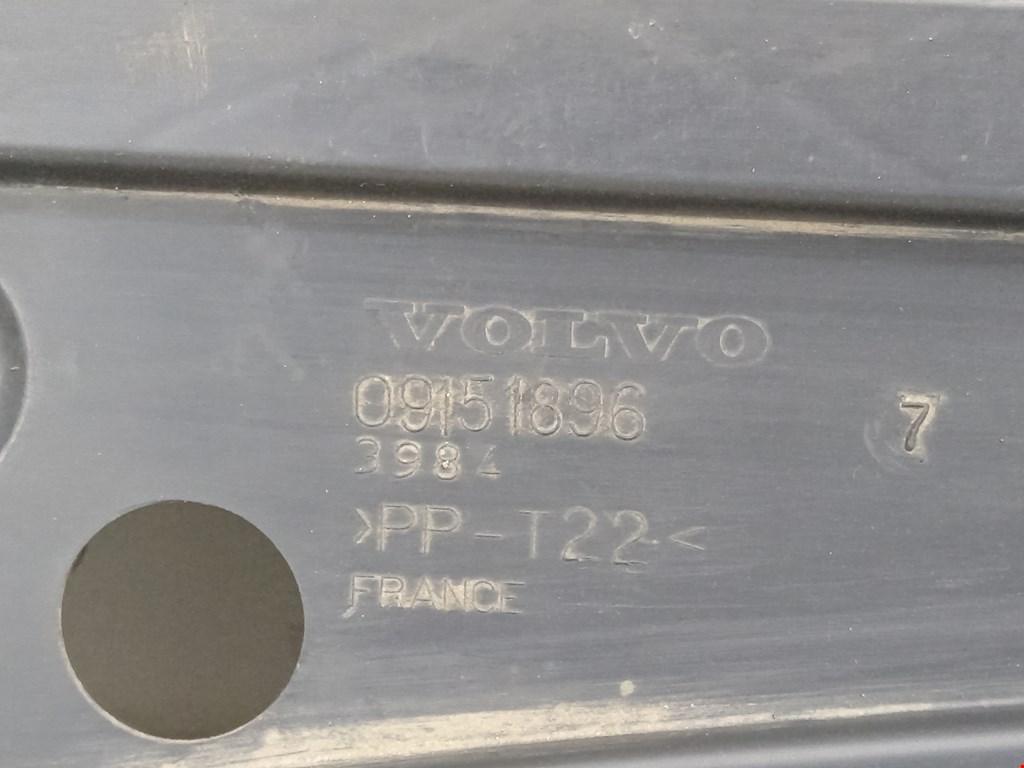 VOLVO
09151896
7
3984
>PP-T22<
FRANCE